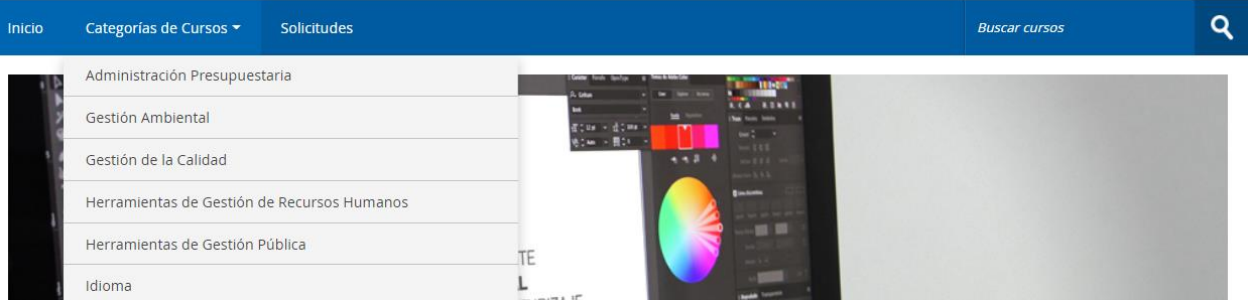 Inicio
Categorías de Cursos
Solicitudes
Buscar cursos
Administración Presupuestaria
Gestión Ambiental
Gestión de la Calidad
Herramientas de Gestión de Recursos Humanos
Herramientas de Gestión Pública
Idioma
TE
L